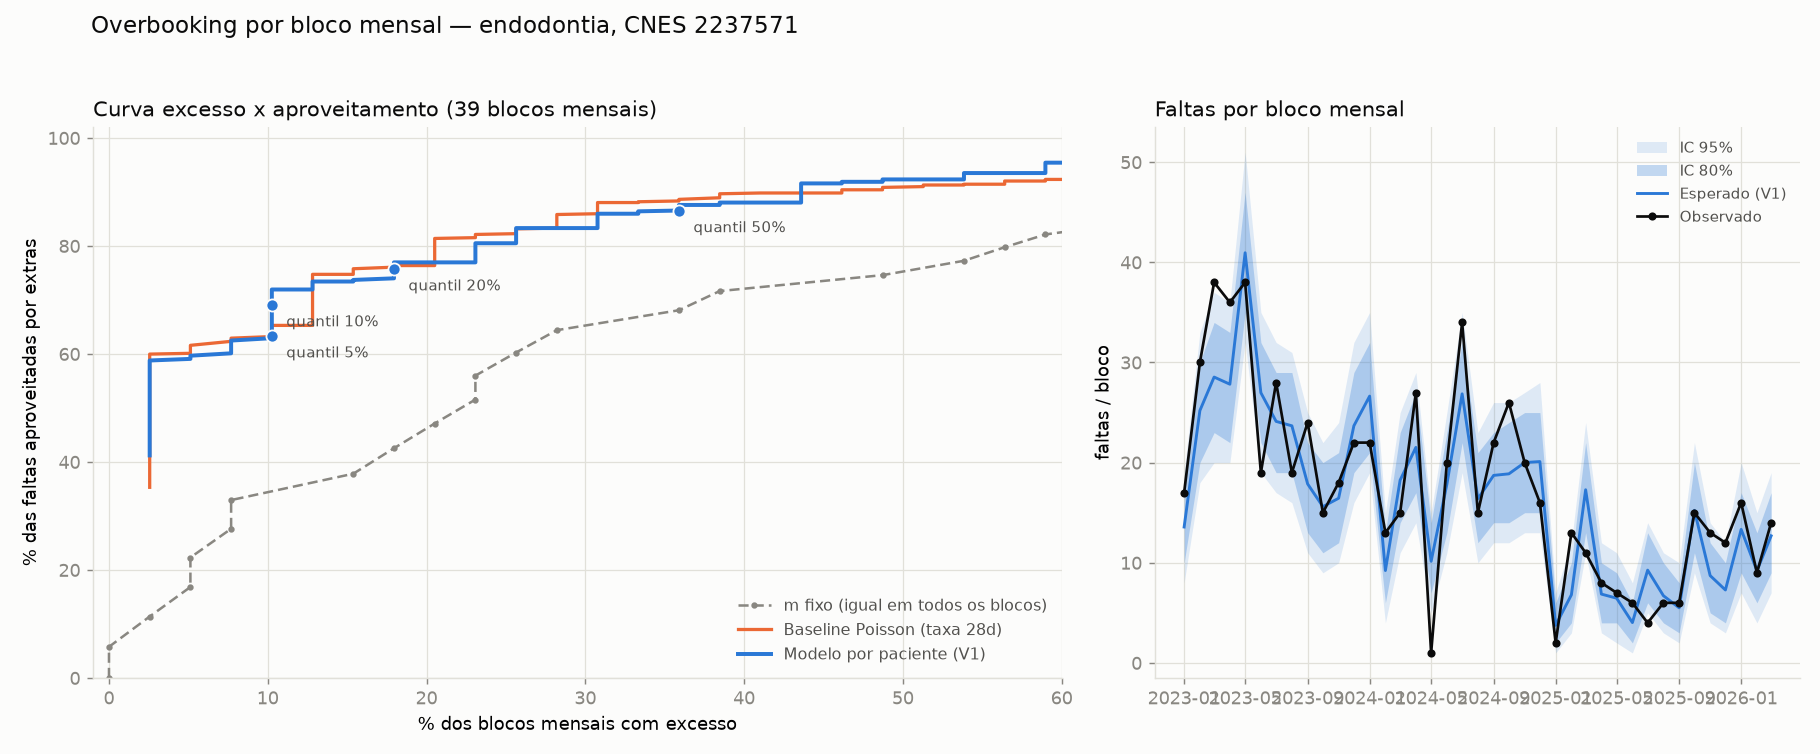 Overbooking por bloco mensal — endodontia, CNES 2237571
Curva excesso x aproveitamento (39 blocos mensais)
% das faltas aproveitadas por extras
100
80
60
40
20
0
quantil 50%
quantil 20%
quantil 10%
quantil 5%
m fixo (igual em todos os blocos)
Baseline Poisson (taxa 28d)
Modelo por paciente (V1)
0 10 20 30 40 50 60
% dos blocos mensais com excesso
Faltas por bloco mensal
faltas / bloco
50
40
30
20
10
0
IC 95%
IC 80%
Esperado (V1)
Observado
2023-01 2023-05 2023-09 2024-01 2024-05 2024-09 2025-01 2025-05 2025-09 2026-01